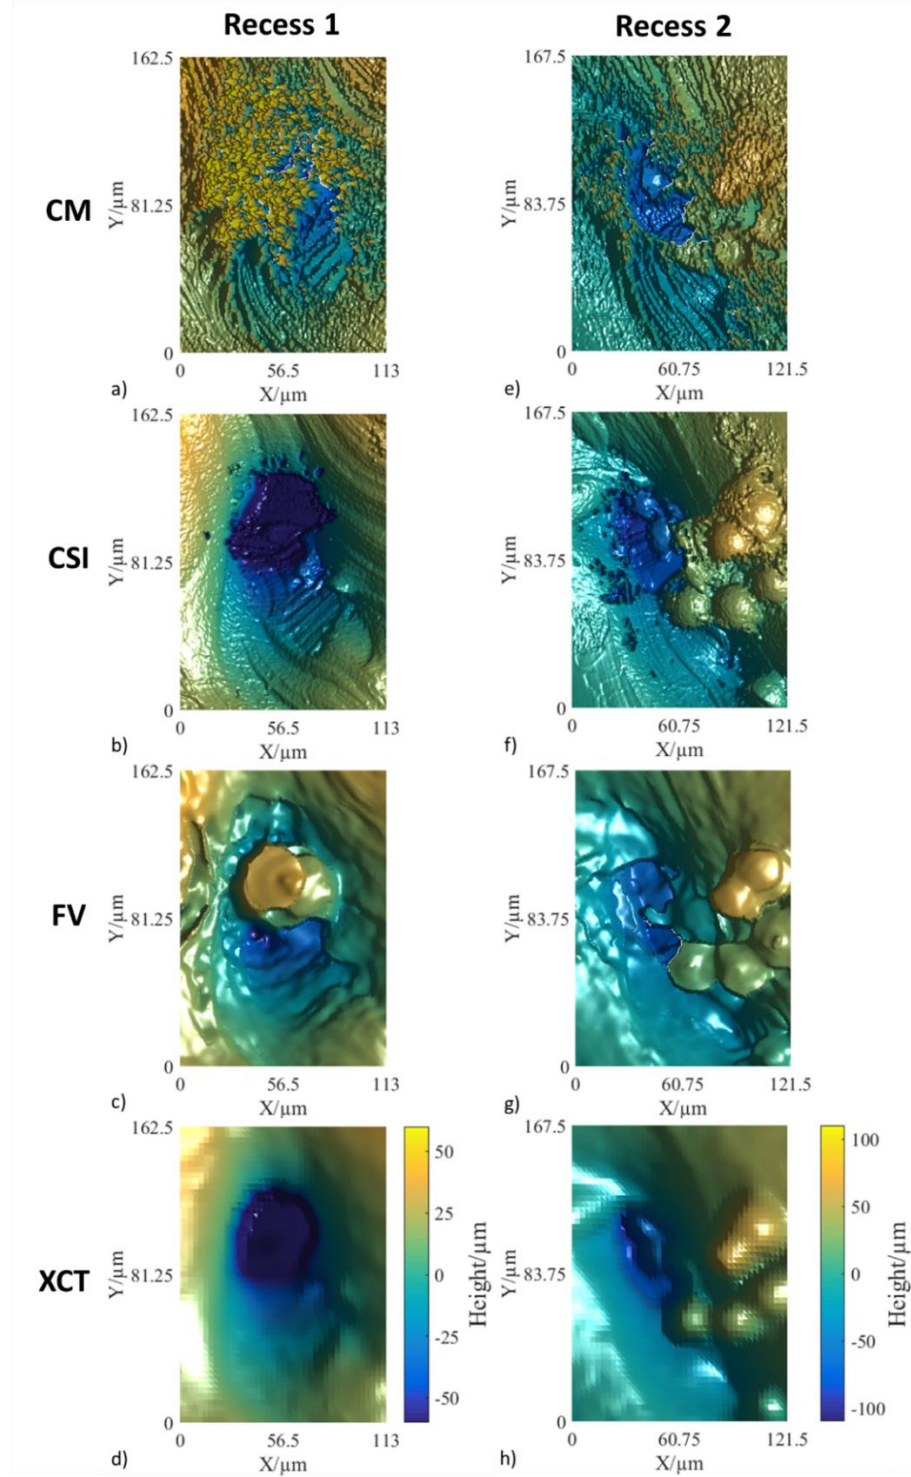 Recess 1 Recess 2
CM
162.5
81.25
0
Y/µm
0 56.5 113
X/µm
a)
167.5
83.75
0
Y/µm
0 60.75 121.5
X/µm
e)
CSI
162.5
81.25
0
Y/µm
0 56.5 113
X/µm
b)
167.5
83.75
0
Y/µm
0 60.75 121.5
X/µm
f)
FV
162.5
81.25
0
Y/µm
0 56.5 113
X/µm
c)
167.5
83.75
0
Y/µm
0 60.75 121.5
X/µm
g)
XCT
162.5
81.25
0
Y/µm
0 56.5 113
X/µm
d)
50
25
0
-25
-50
Height/µm
167.5
83.75
0
Y/µm
0 60.75 121.5
X/µm
h)
100
50
0
-50
-100
Height/µm